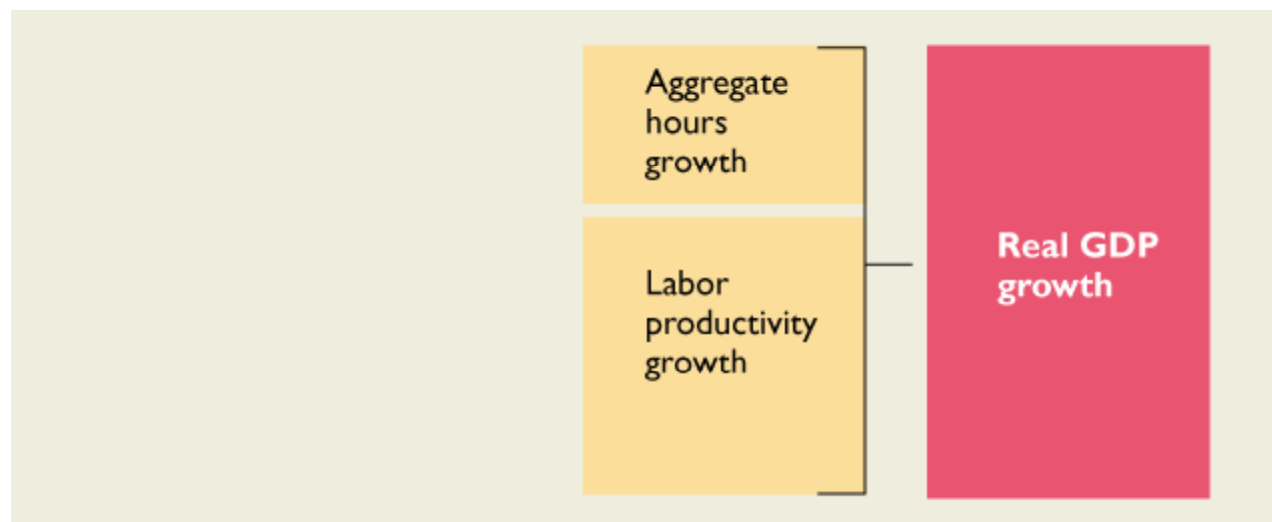 Aggregate
hours
growth
Labor
productivity
growth
Real GDP
growth